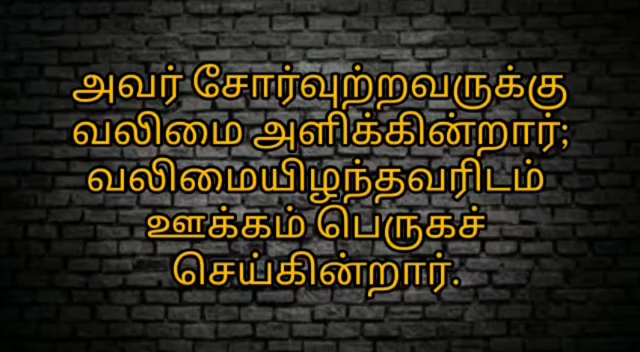 அவர் சோர்வுற்றவருக்கு
வலிமை அளிக்கின்றார்;
வலிமையிழந்தவரிடம்
ஊக்கம் பெருகச்
செய்கின்றார்.